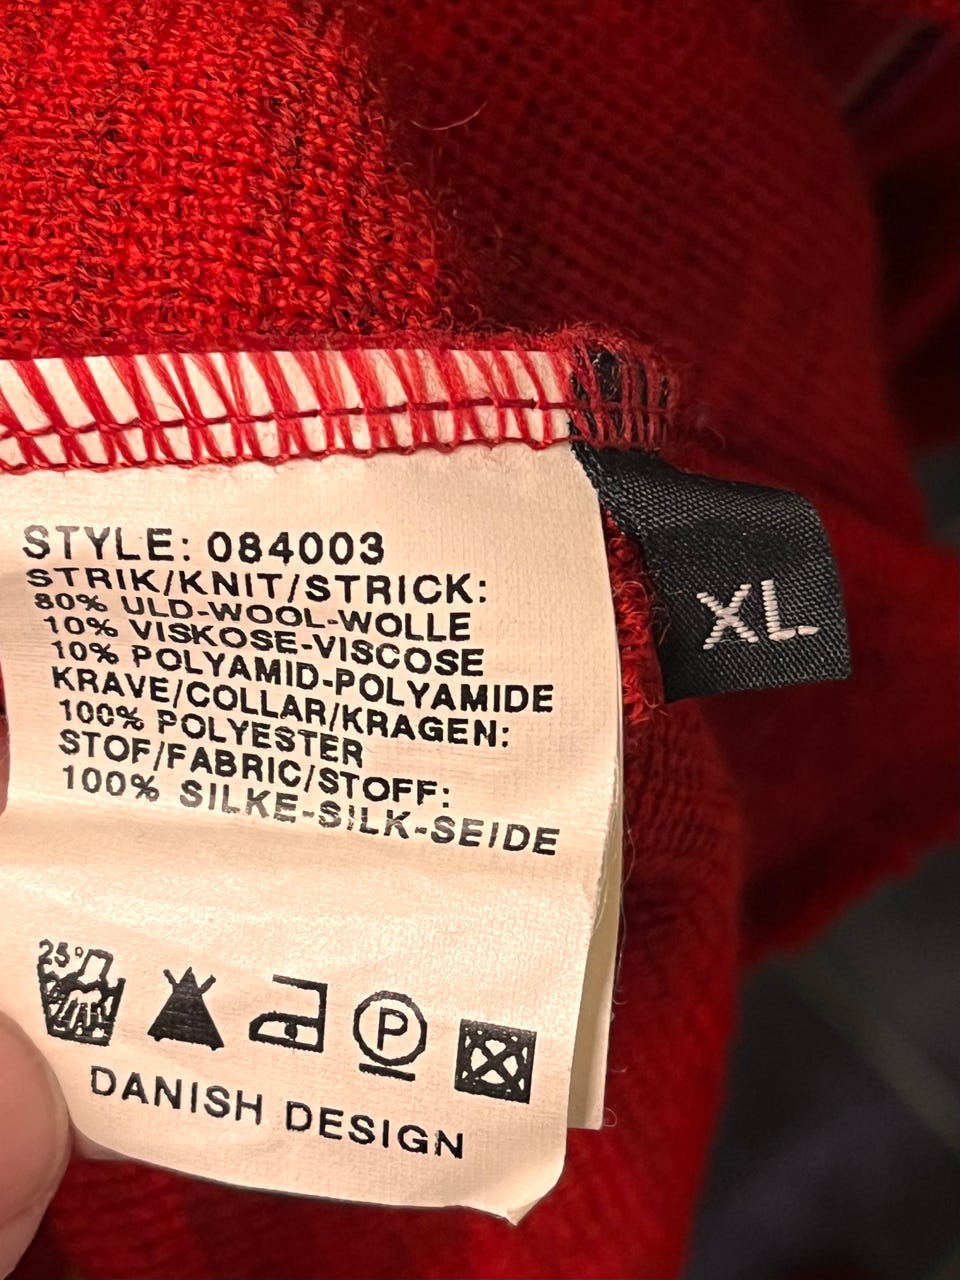 STYLE: 084003
STRIK/KNIT/STRICK:
80% ULD-WOOL-WOLLE
10% VISKOSE-VISCOSE
10% POLYAMID-POLYAMIDE
KRAVE/COLLAR/KRAGEN:
100% POLYESTER
STOF/FABRIC/STOFF:
100% SILKE-SILK-SEIDE
XL
25°
P
DANISH DESIGN